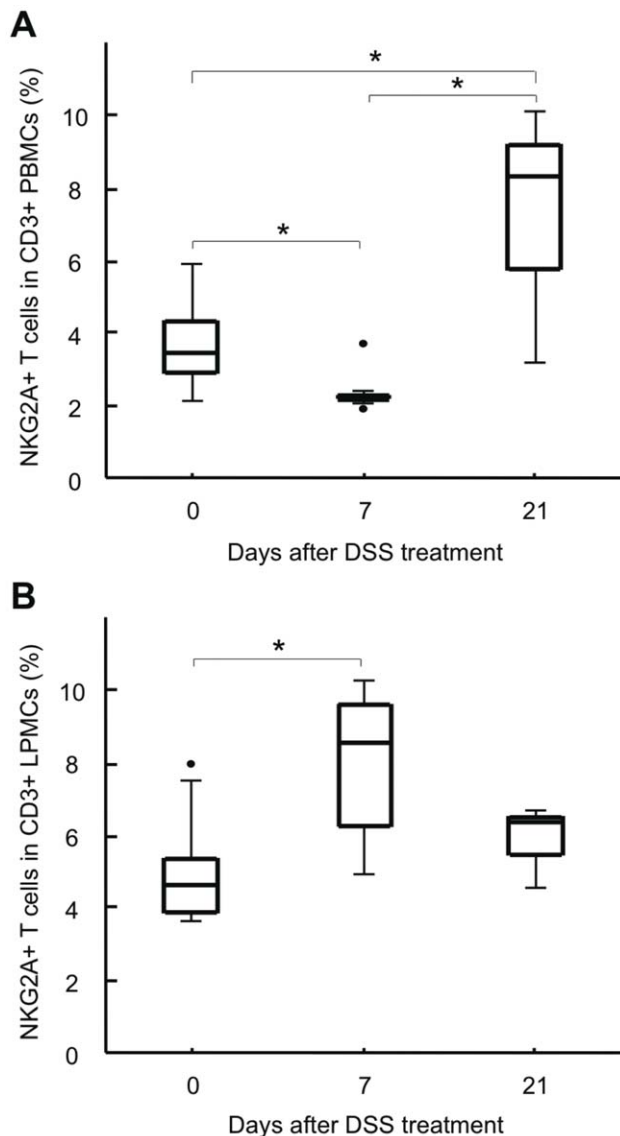 A
NKG2A+ T cells in CD3+ PBMCs (%)
*
*
*
10
8
6
4
2
0
0 7 21
Days after DSS treatment
B
NKG2A+ T cells in CD3+ LPMCs (%)
*
10
8
6
4
2
0
0 7 21
Days after DSS treatment